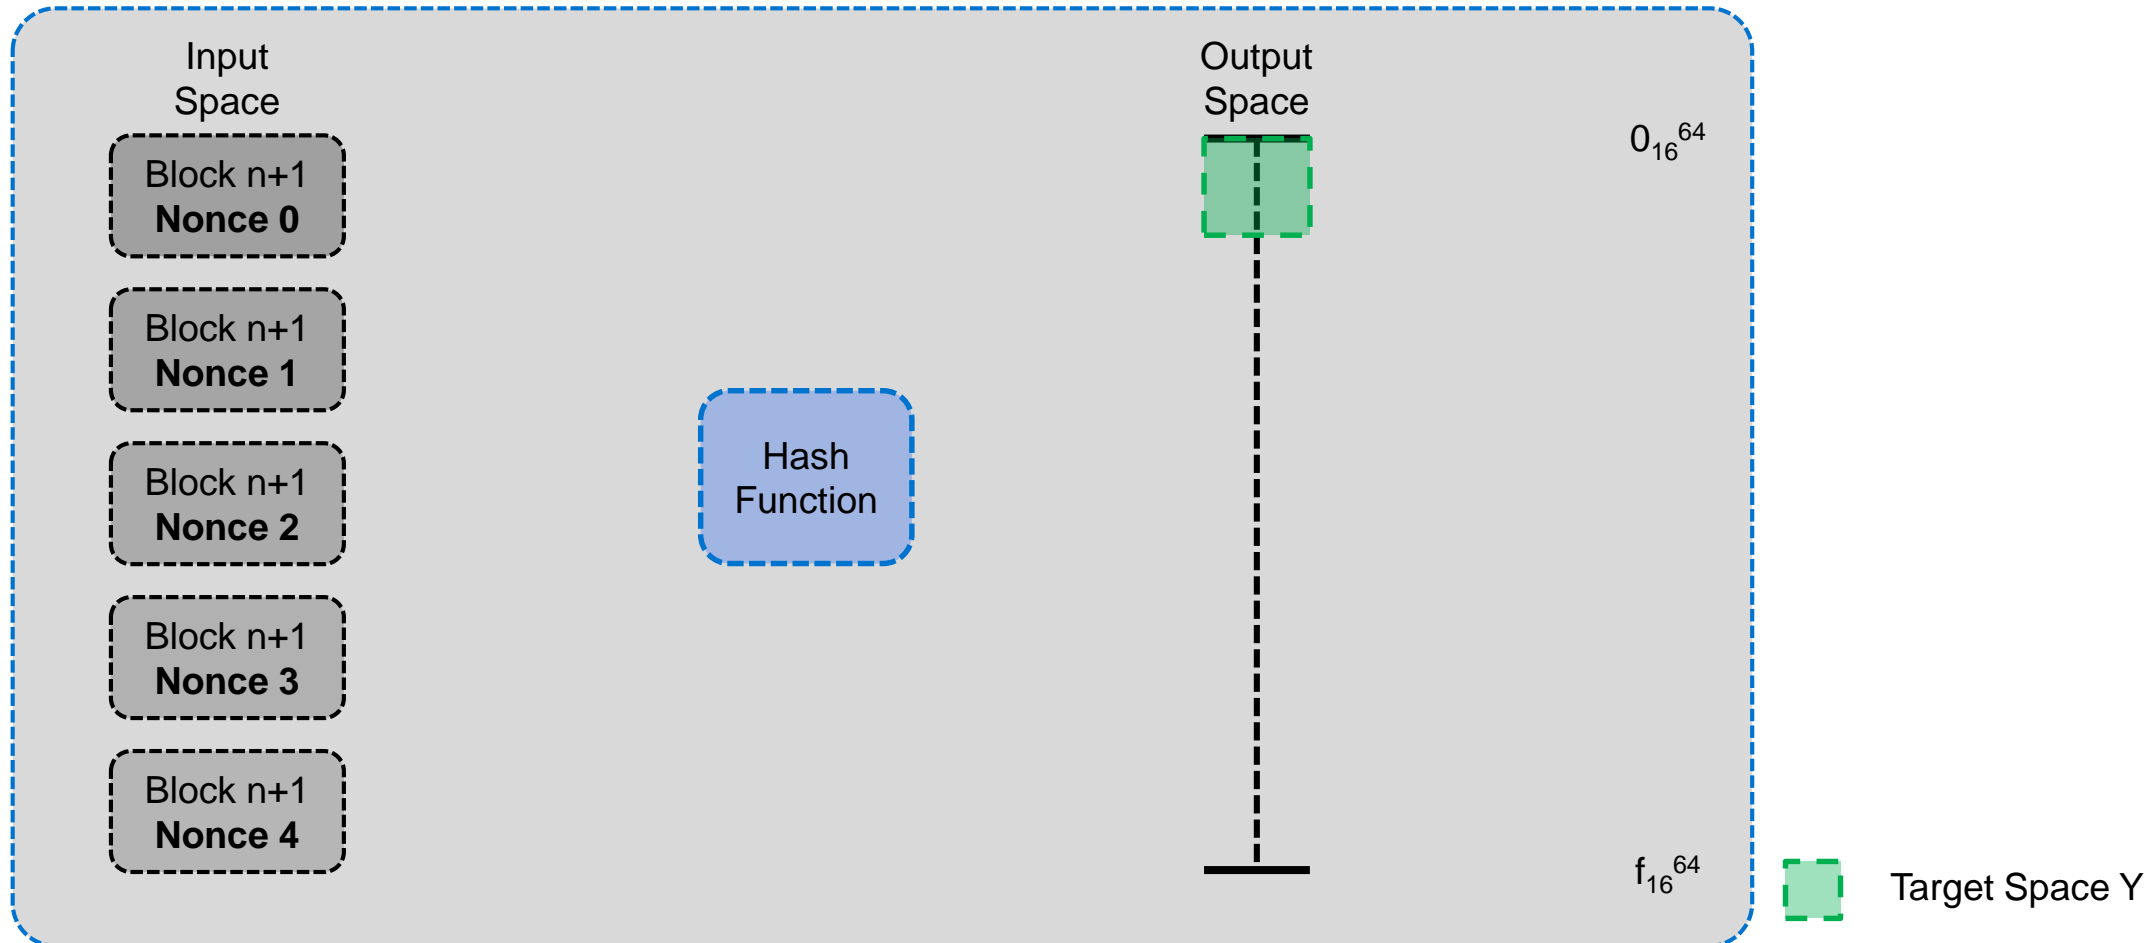 Input
Space
Block n+1
Nonce 0
Block n+1
Nonce 1
Block n+1
Nonce 2
Block n+1
Nonce 3
Block n+1
Nonce 4
Hash
Function
Output
Space
0₁₆⁶⁴
f₁₆⁶⁴
Target Space Y